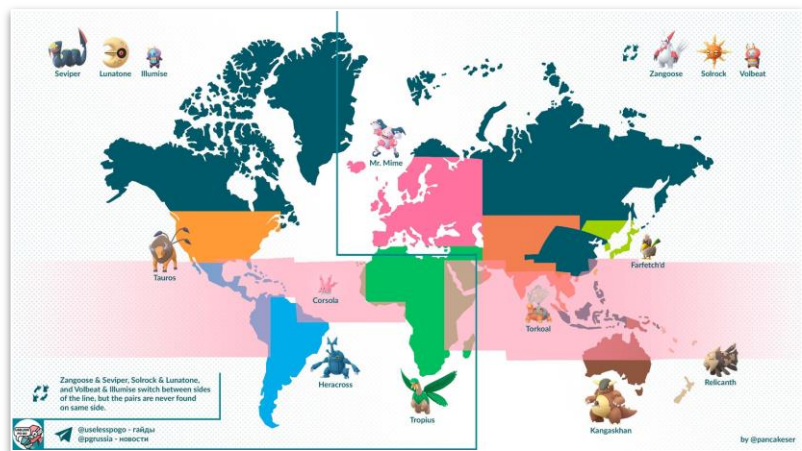 Seviper
Lunatone
Illumise
Zangoose
Solrock
Volbeat
Mr. Mime
Tauros
Farfetch'd
Corsola
Torkoal
Heracross
Relicanth
Tropius
Kangaskhan
Zangoose & Seviper, Solrock & Lunatone,
and Volbeat & Illumise switch between sides
of the line, but the pairs are never found
on same side.
@uselesspogo - гайды
@pgrussia - новости
by @pancakeser